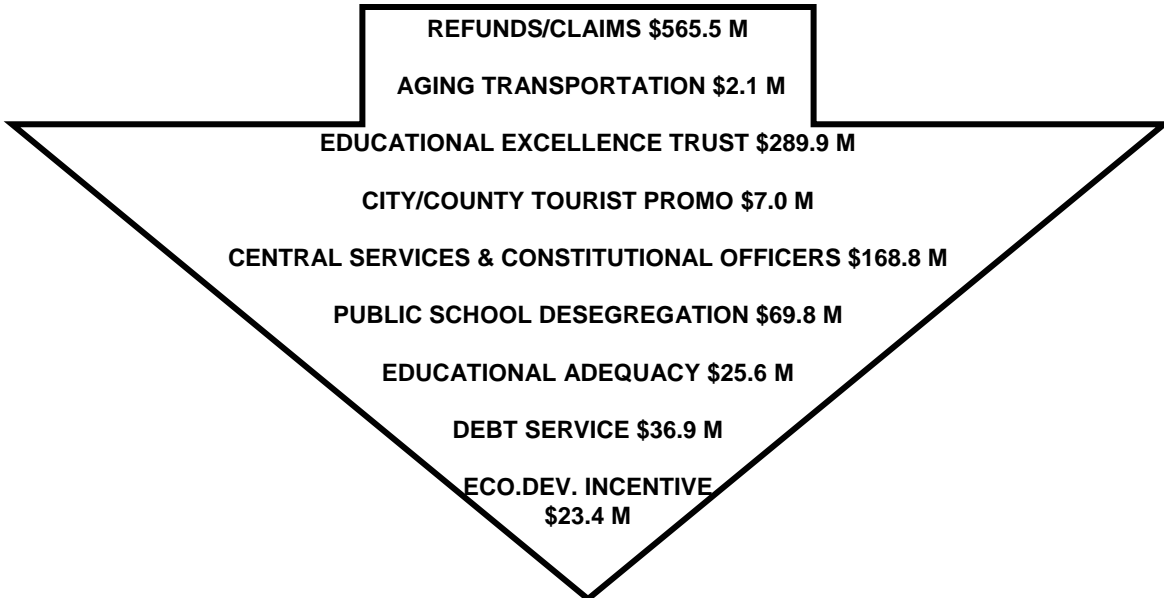 REFUNDS/CLAIMS $565.5 M
AGING TRANSPORTATION $2.1 M
EDUCATIONAL EXCELLENCE TRUST $289.9 M
CITY/COUNTY TOURIST PROMO $7.0 M
CENTRAL SERVICES & CONSTITUTIONAL OFFICERS $168.8 M
PUBLIC SCHOOL DESEGREGATION $69.8 M
EDUCATIONAL ADEQUACY $25.6 M
DEBT SERVICE $36.9 M
ECO.DEV. INCENTIVE
$23.4 M